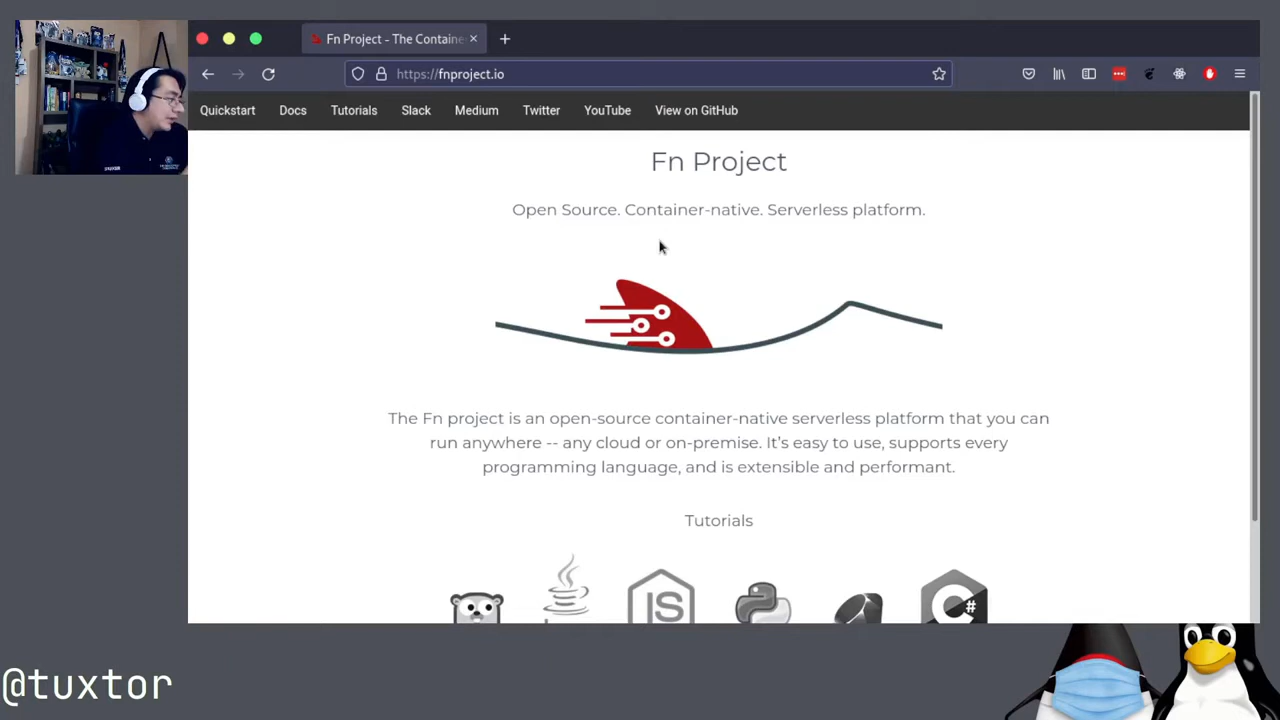 Fn Project - The Containe
https://fnproject.io
Quickstart Docs Tutorials Slack Medium Twitter YouTube View on GitHub
Fn Project
Open Source. Container-native. Serverless platform.
The Fn project is an open-source container-native serverless platform that you can
run anywhere -- any cloud or on-premise. It's easy to use, supports every
programming language, and is extensible and performant.
Tutorials
JS
C#
@tuxtor